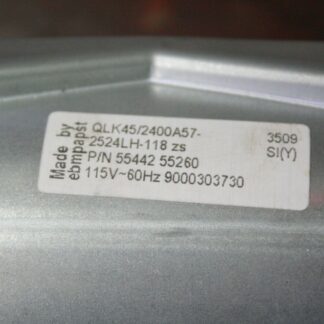 Made by
ebmpapst
QLK45/2400A57-
2524LH-118 zs
P/N 55442 55260
115V~60Hz 9000303730
3509
SI(Y)